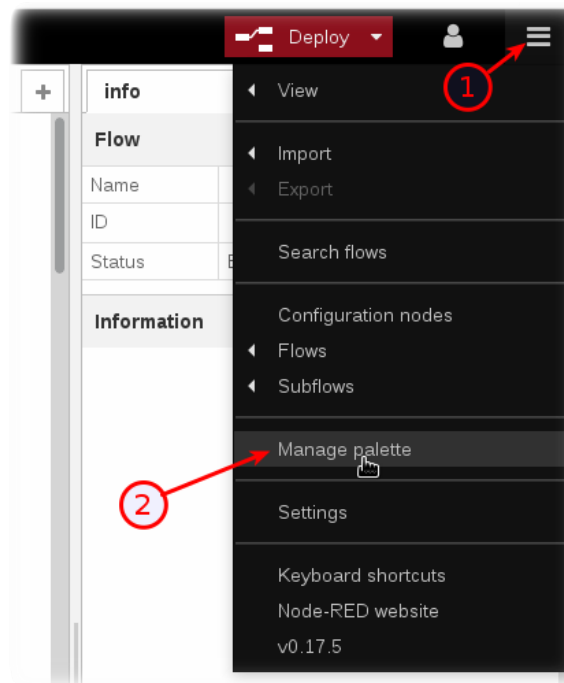 Deploy
1
+
info
View
Flow
Import
Name
Export
ID
Search flows
Status
E
Information
Configuration nodes
Flows
Subflows
Manage palette
2
Settings
Keyboard shortcuts
Node-RED website
v0.17.5